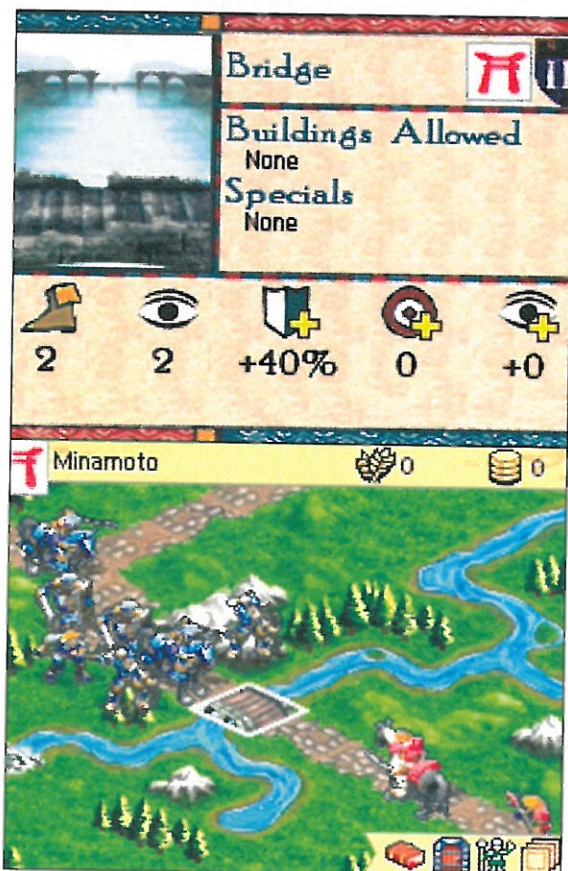 Bridge
Buildings Allowed
None
Specials
None
2
2
+40%
0
+0
Minamoto
0
0